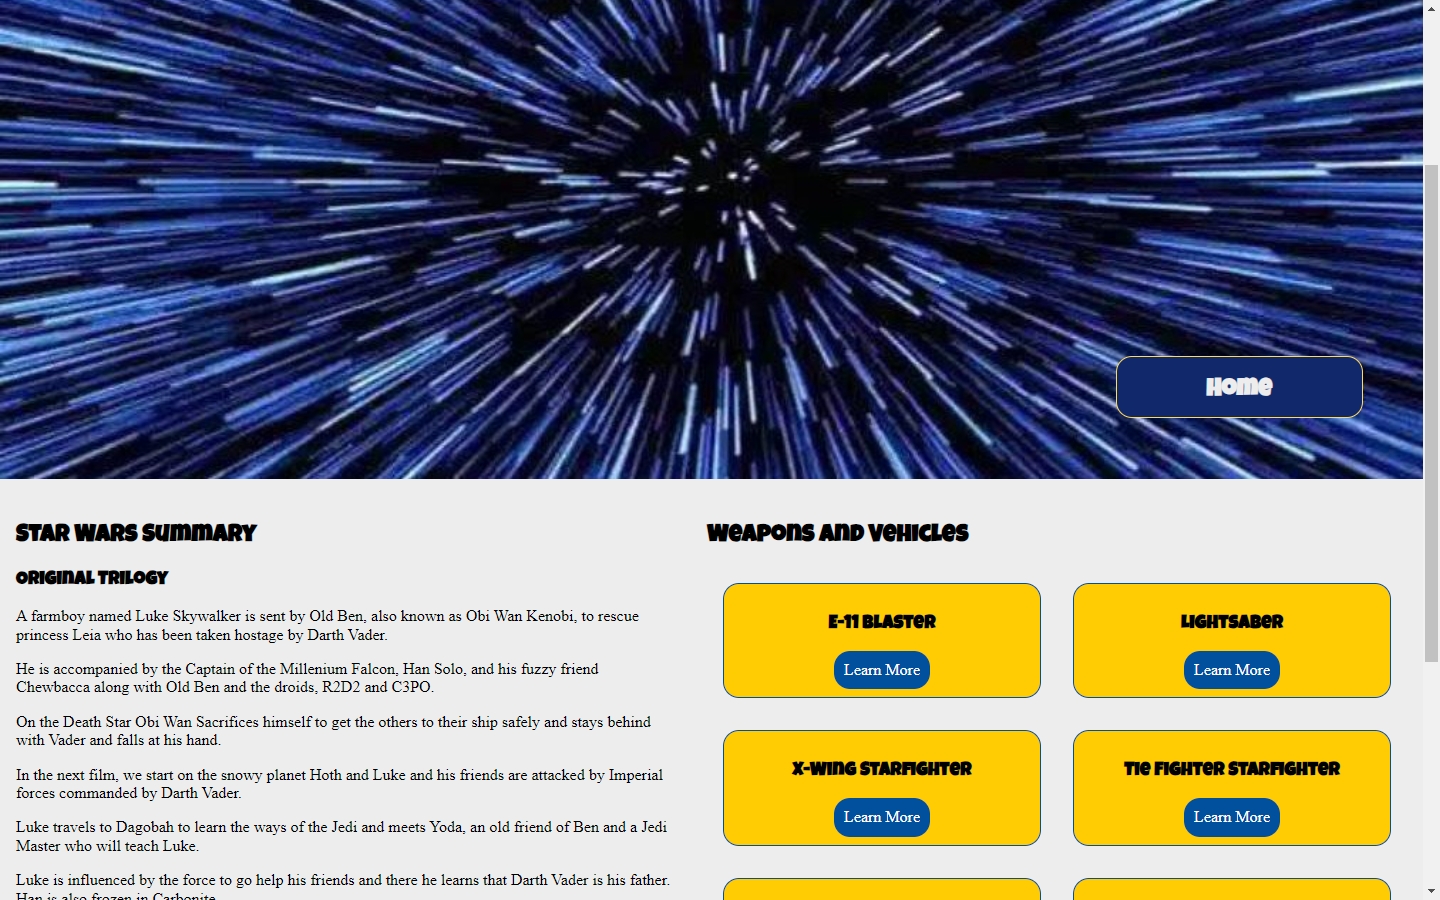 Home
Star Wars Summary
Original Trilogy
A farmboy named Luke Skywalker is sent by Old Ben, also known as Obi Wan Kenobi, to rescue
princess Leia who has been taken hostage by Darth Vader.
He is accompanied by the Captain of the Millenium Falcon, Han Solo, and his fuzzy friend
Chewbacca along with Old Ben and the droids, R2D2 and C3PO.
On the Death Star Obi Wan Sacrifices himself to get the others to their ship safely and stays behind
with Vader and falls at his hand.
In the next film, we start on the snowy planet Hoth and Luke and his friends are attacked by Imperial
forces commanded by Darth Vader.
Luke travels to Dagobah to learn the ways of the Jedi and meets Yoda, an old friend of Ben and a Jedi
Master who will teach Luke.
Luke is influenced by the force to go help his friends and there he learns that Darth Vader is his father.
Han is also frozen in Carbonite.
Weapons and Vehicles
E-11 Blaster
Learn More
Lightsaber
Learn More
X-Wing Starfighter
Learn More
Tie Fighter Starfighter
Learn More